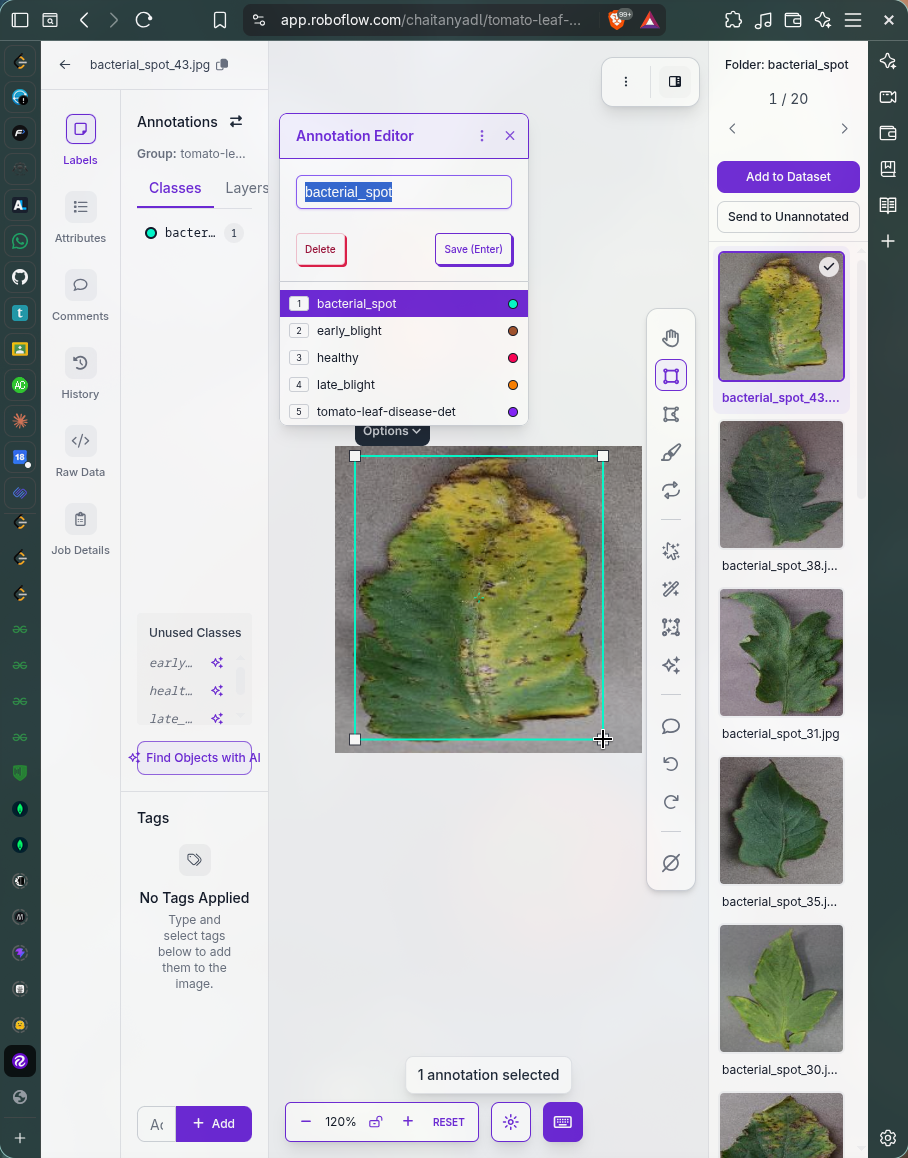 app.roboflow.com/chaitanyadl/tomato-leaf-...
99+
bacterial_spot_43.jpg
Labels
Attributes
Comments
History
Raw Data
Job Details
Annotations
Group: tomato-le...
Classes
Layers
bacter...
1
Unused Classes
early...
healt...
late_...
Find Objects with AI
Tags
No Tags Applied
Type and
select tags
below to add
them to the
image.
Add
Annotation Editor
bacterial_spot
Delete
Save (Enter)
1 bacterial_spot
2 early_blight
3 healthy
4 late_blight
5 tomato-leaf-disease-det
Options
1 annotation selected
120%
RESET
Folder: bacterial_spot
1 / 20
Add to Dataset
Send to Unannotated
bacterial_spot_43....
bacterial_spot_38.j...
bacterial_spot_31.jpg
bacterial_spot_35.j...
bacterial_spot_30.j...
18